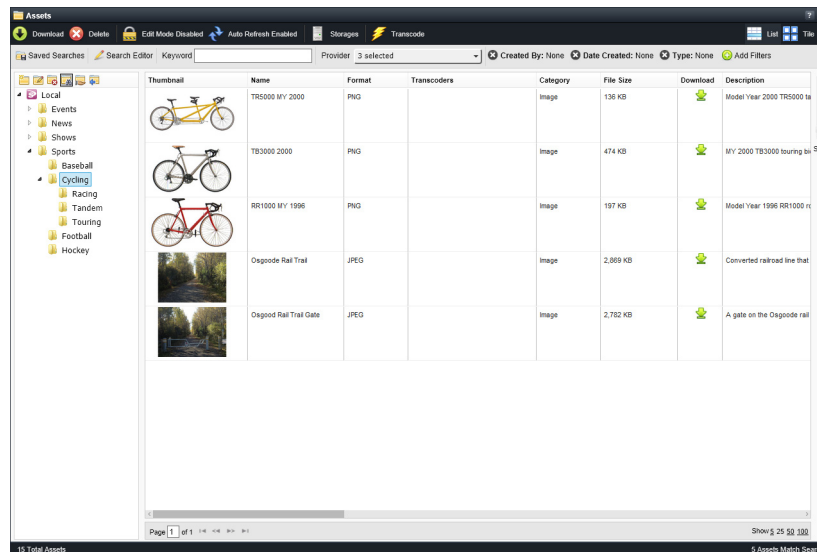 Assets ?
Download Delete Edit Mode Disabled Auto Refresh Enabled Storages Transcode List Tile
Saved Searches Search Editor Keyword Provider 3 selected Created By: None Date Created: None Type: None Add Filters
Local
Events
News
Shows
Sports
Baseball
Cycling
Racing
Tandem
Touring
Football
Hockey
Thumbnail Name Format Transcoders Category File Size Download Description
TR5000 MY 2000 PNG Image 136 KB Model Year 2000 TR5000 ta
TB3000 2000 PNG Image 474 KB MY 2000 TB3000 touring bi
RR1000 MY 1996 PNG Image 197 KB Model Year 1996 RR1000 ro
Osgoode Rail Trail JPEG Image 2,869 KB Converted railroad line that
Osgood Rail Trail Gate JPEG Image 2,782 KB A gate on the Osgoode rail
Page 1 of 1 Show 5 25 50 100
15 Total Assets 5 Assets Match Sear